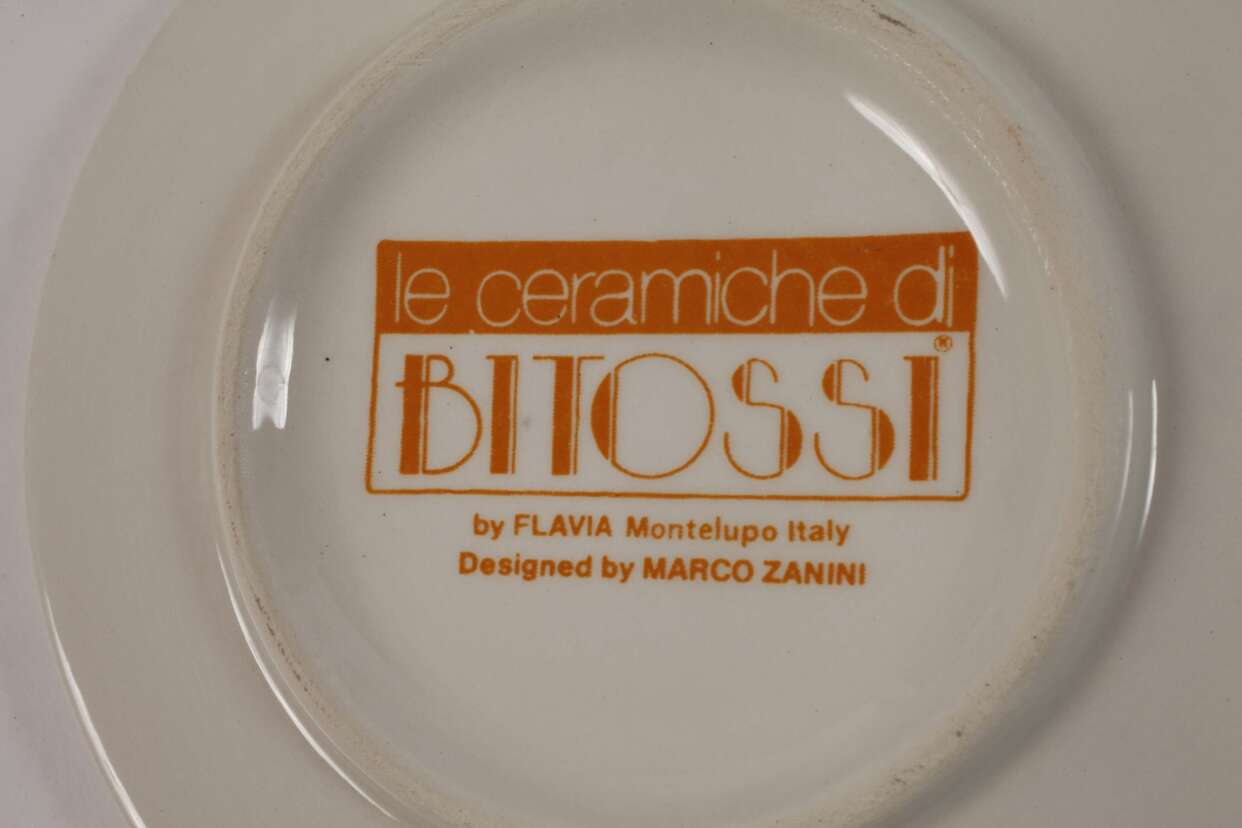 le ceramiche di
BITOSSI®
by FLAVIA Montelupo Italy
Designed by MARCO ZANINI